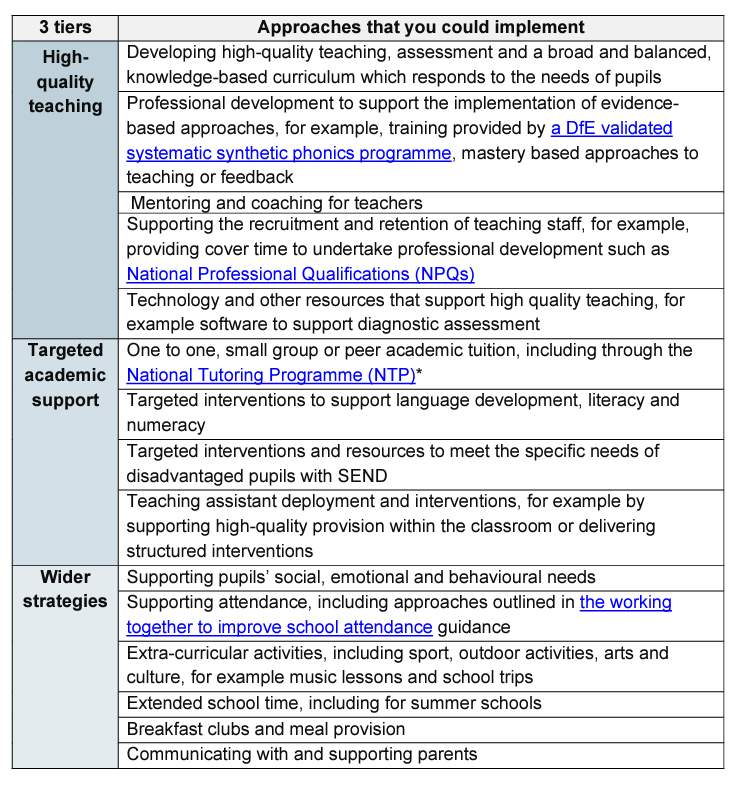 3 tiers
Approaches that you could implement
High-
quality
teaching
Developing high-quality teaching, assessment and a broad and balanced,
knowledge-based curriculum which responds to the needs of pupils
Professional development to support the implementation of evidence-
based approaches, for example, training provided by a DfE validated
systematic synthetic phonics programme, mastery based approaches to
teaching or feedback
Mentoring and coaching for teachers
Supporting the recruitment and retention of teaching staff, for example,
providing cover time to undertake professional development such as
National Professional Qualifications (NPQs)
Technology and other resources that support high quality teaching, for
example software to support diagnostic assessment
Targeted
academic
support
One to one, small group or peer academic tuition, including through the
National Tutoring Programme (NTP)*
Targeted interventions to support language development, literacy and
numeracy
Targeted interventions and resources to meet the specific needs of
disadvantaged pupils with SEND
Teaching assistant deployment and interventions, for example by
supporting high-quality provision within the classroom or delivering
structured interventions
Wider
strategies
Supporting pupils’ social, emotional and behavioural needs
Supporting attendance, including approaches outlined in the working
together to improve school attendance guidance
Extra-curricular activities, including sport, outdoor activities, arts and
culture, for example music lessons and school trips
Extended school time, including for summer schools
Breakfast clubs and meal provision
Communicating with and supporting parents